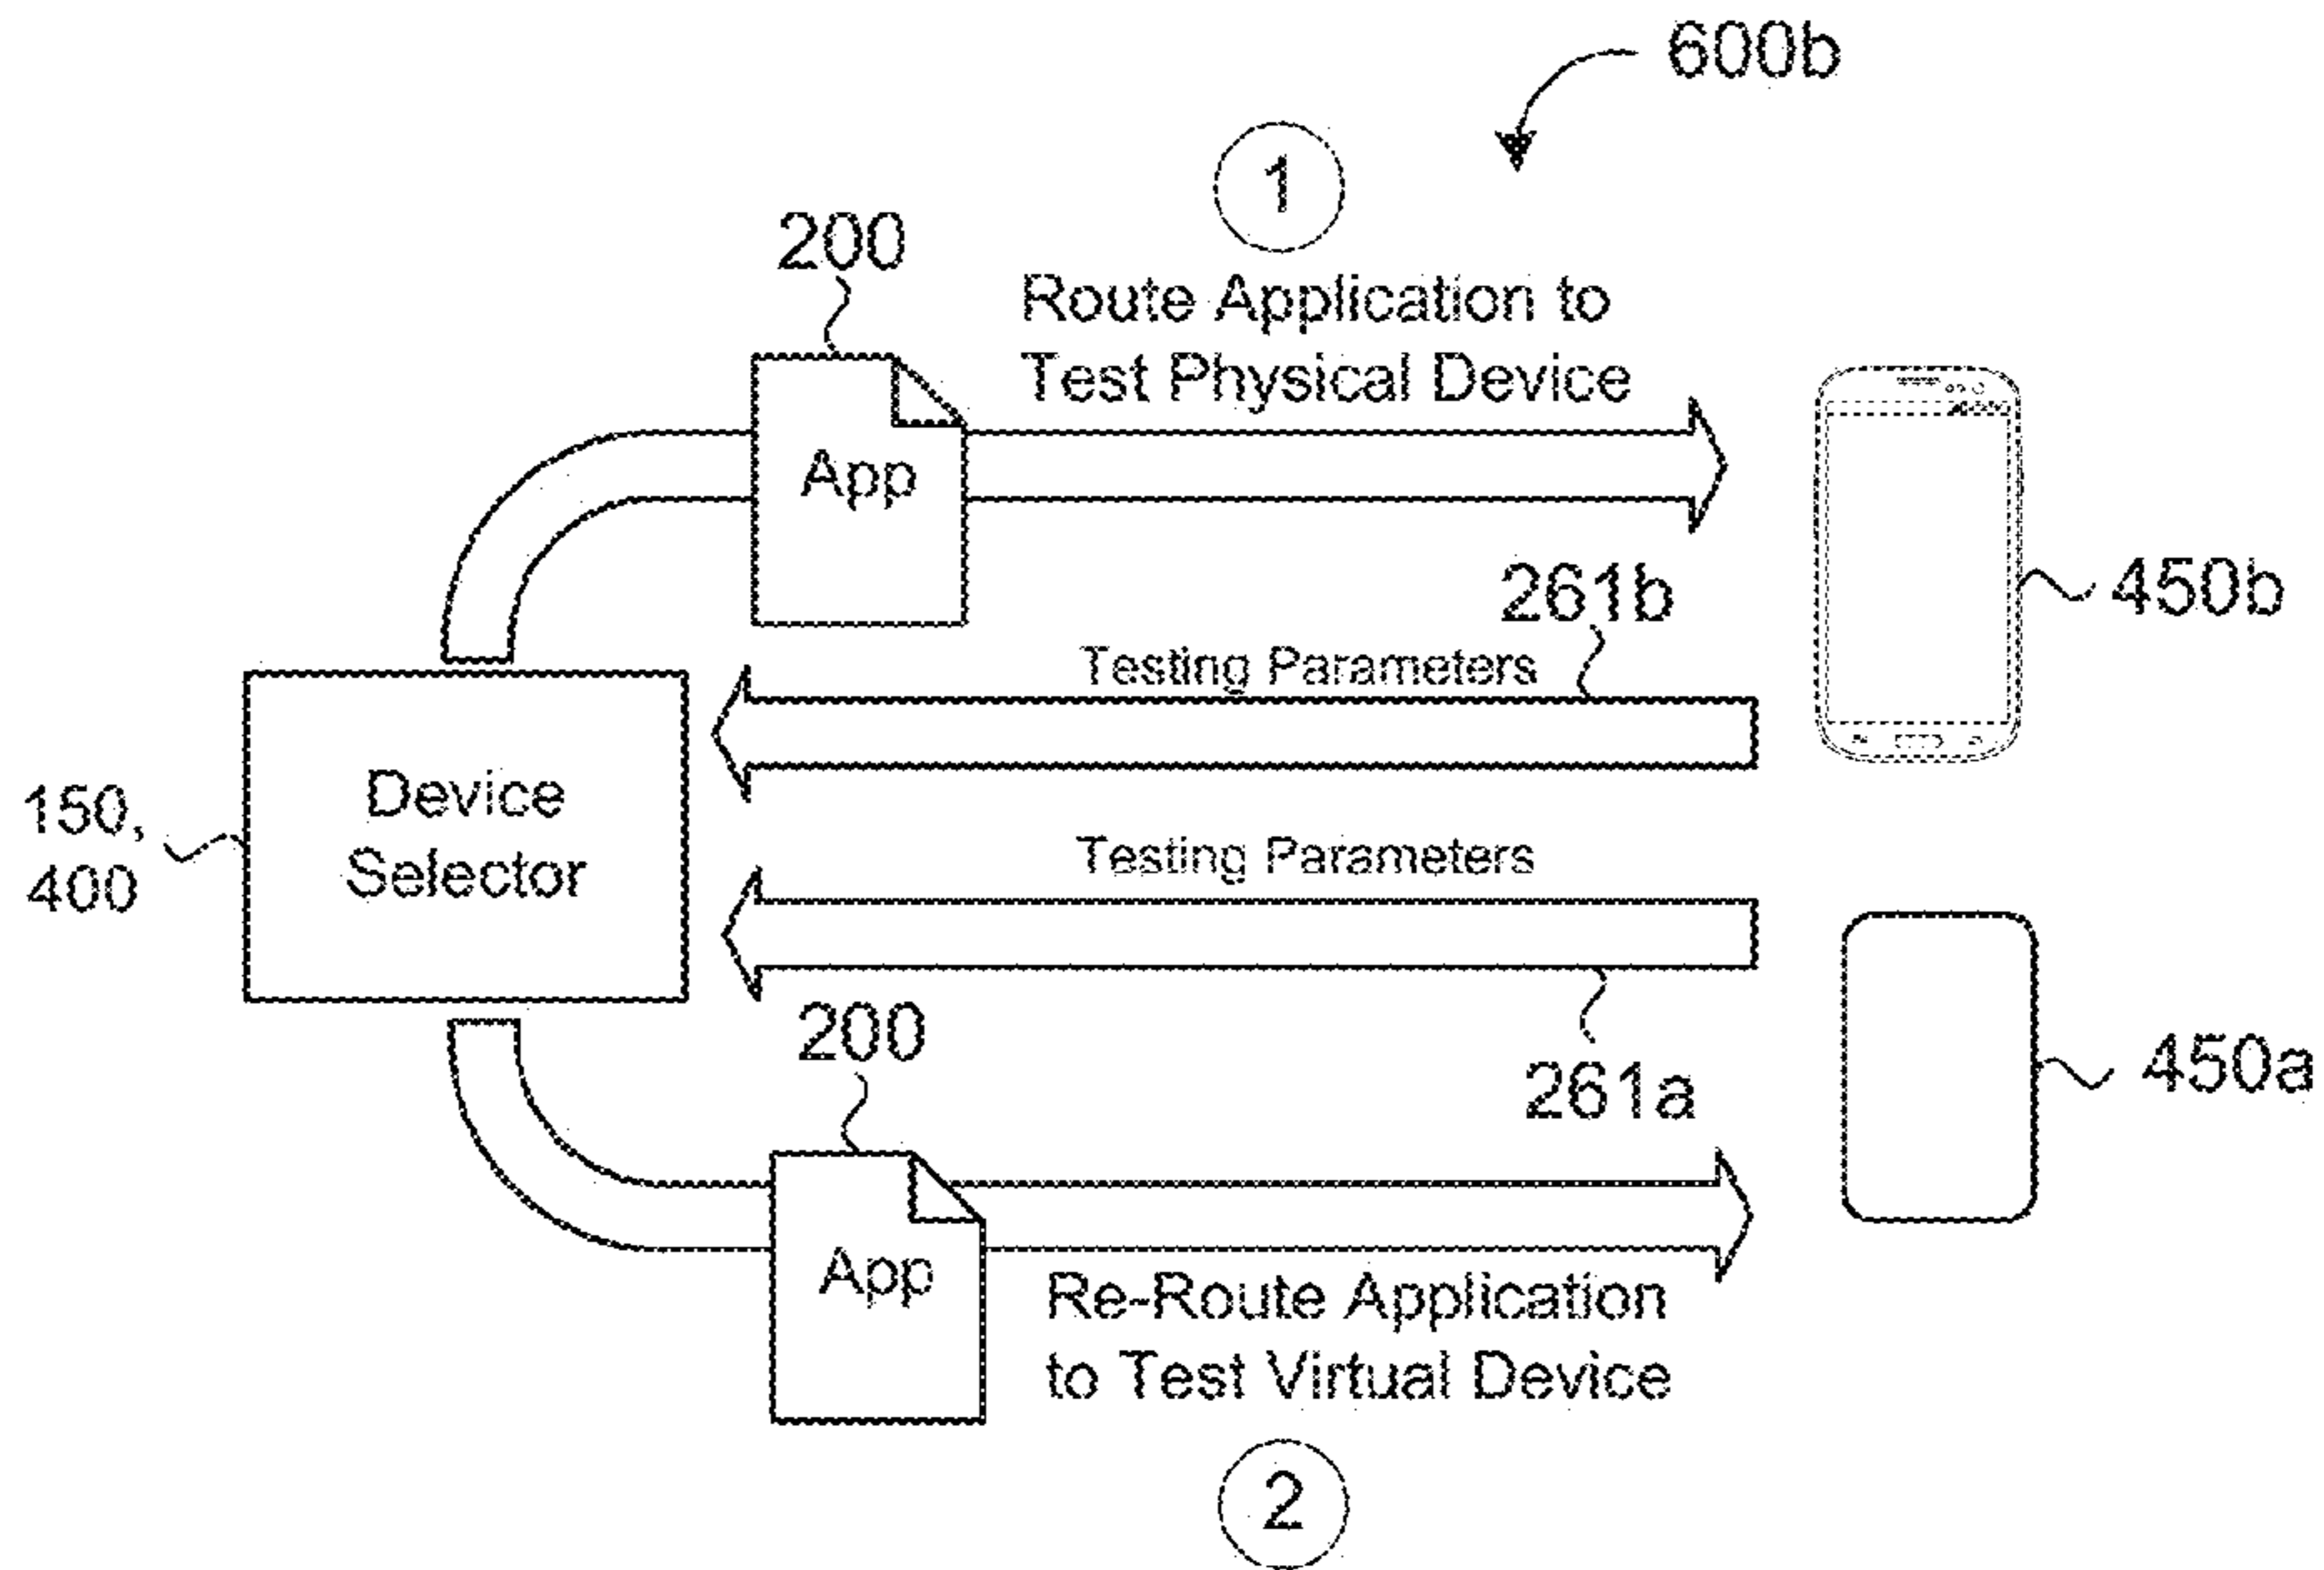 600b
1
200
Route Application to
Test Physical Device
App
261b
450b
Testing Parameters
Device
Selector
150,
400
Testing Parameters
200
261a
450a
App
Re-Route Application
to Test Virtual Device
2